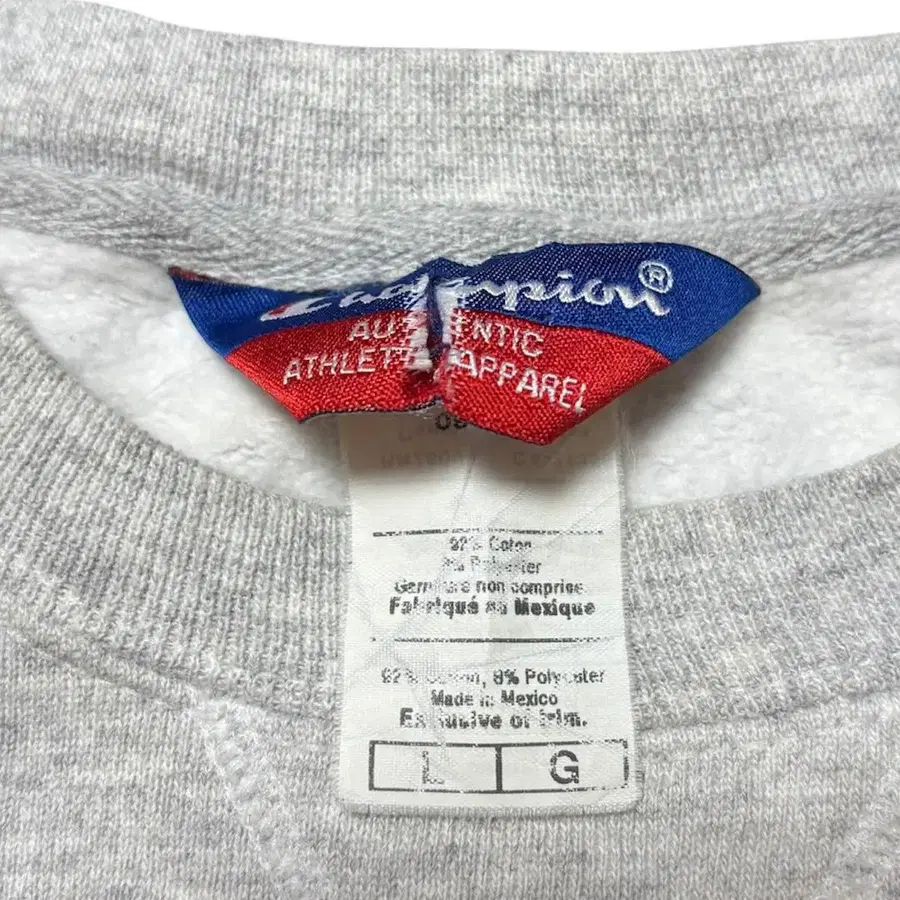 Champion®
AUTHENTIC
ATHLETIC APPAREL
92% Coton
8% Polyester
Garniture non comprise
Fabriqué au Mexique
92% Cotton, 8% Polyester
Made in Mexico
Exclusive of trim.
L G